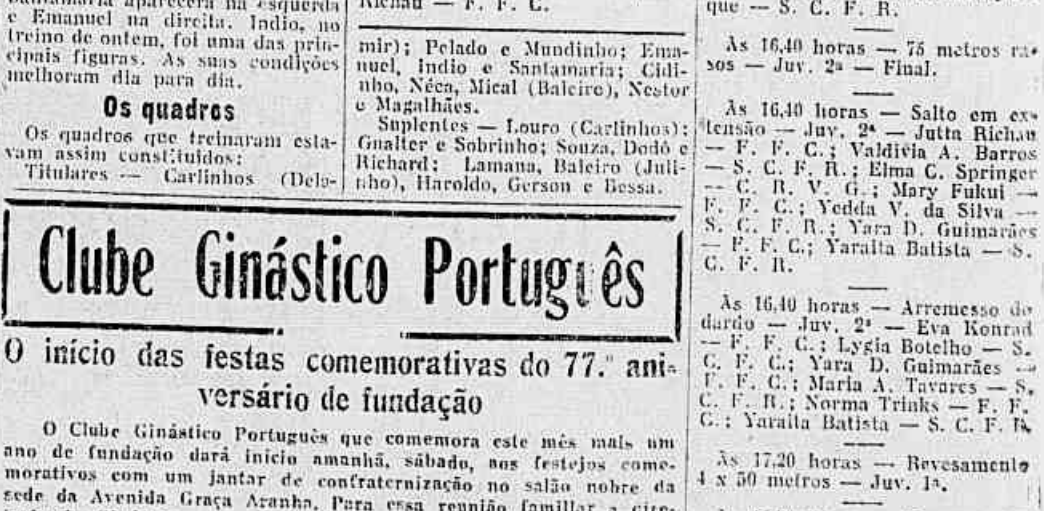 Santamaria aparecerá na esquerda
e Emanuel na direita. Indio, no
treino de ontem, foi uma das prin-
cipais figuras. As suas condições
melhoram dia para dia.
Os quadros
Os quadros que treinaram esta-
vam assim constituidos:
Titulares — Carlinhos (Delo-
Richau — F. F. C.
mir); Pelado e Mundinho; Ema-
nuel, Indio e Santamaria; Cidi-
nho, Néca, Mical (Baleiro), Nestor
e Magalhães.
Suplentes — Louro (Carlinhos);
Gualter e Sobrinho; Souza, Dodô e
Richard; Lamana, Baleiro (Juli-
nho), Haroldo, Gerson e Bessa.
Clube Ginástico Português
O início das festas comemorativas do 77.º ani-
versário de fundação
O Clube Ginástico Português que comemora este mês mais um
ano de fundação dará início amanhã, sábado, aos festejos come-
morativos com um jantar de confraternização no salão nobre da
sede da Avenida Graça Aranha. Para essa reunião familiar a
que — S. C. F. R.
Às 16,40 horas — 75 metros ra-
sos — Juv. 2ª — Final.
Às 16,40 horas — Salto em ex-
tensão — Juv. 2ª — Jutta Richau
— F. F. C.; Valdivia A. Barros
— S. C. F. R.; Elma C. Springer
— C. R. V. G.; Mary Fukui —
F. F. C.; Yedda V. da Silva —
S. C. F. R.; Yara D. Guimarães
— F. F. C.; Yaraita Batista — S.
C. F. R.
Às 16,40 horas — Arremesso do
dardo — Juv. 2ª — Eva Konrad
— F. F. C.; Lygia Botelho — S.
C. F. C.; Yara D. Guimarães —
F. F. C.; Maria A. Tavares — S.
C. F. R.; Norma Trinks — F. F.
C.; Yaraita Batista — S. C. F. R.
Às 17,20 horas — Revesamento
4 x 50 metros — Juv. 1ª.